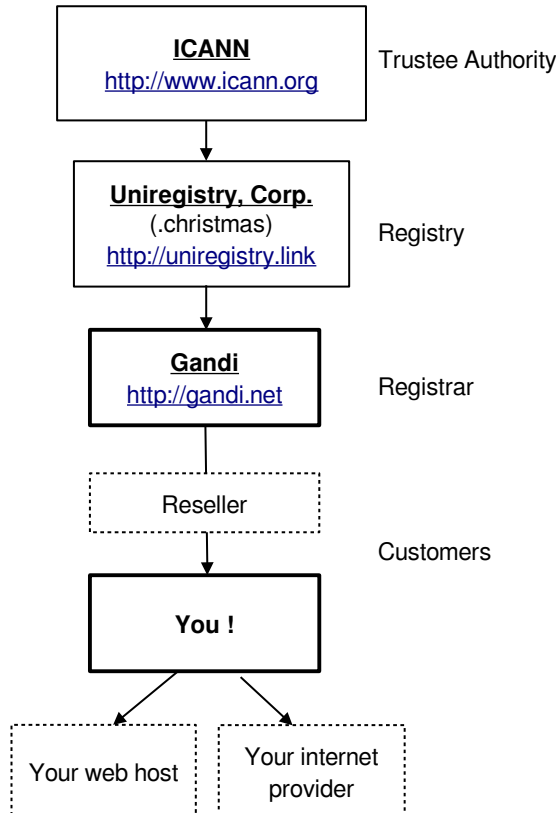 ICANN
http://www.icann.org
Trustee Authority
Uniregistry, Corp.
(.christmas)
http://uniregistry.link
Registry
Gandi
http://gandi.net
Registrar
Reseller
Customers
You !
Your web host
Your internet
provider